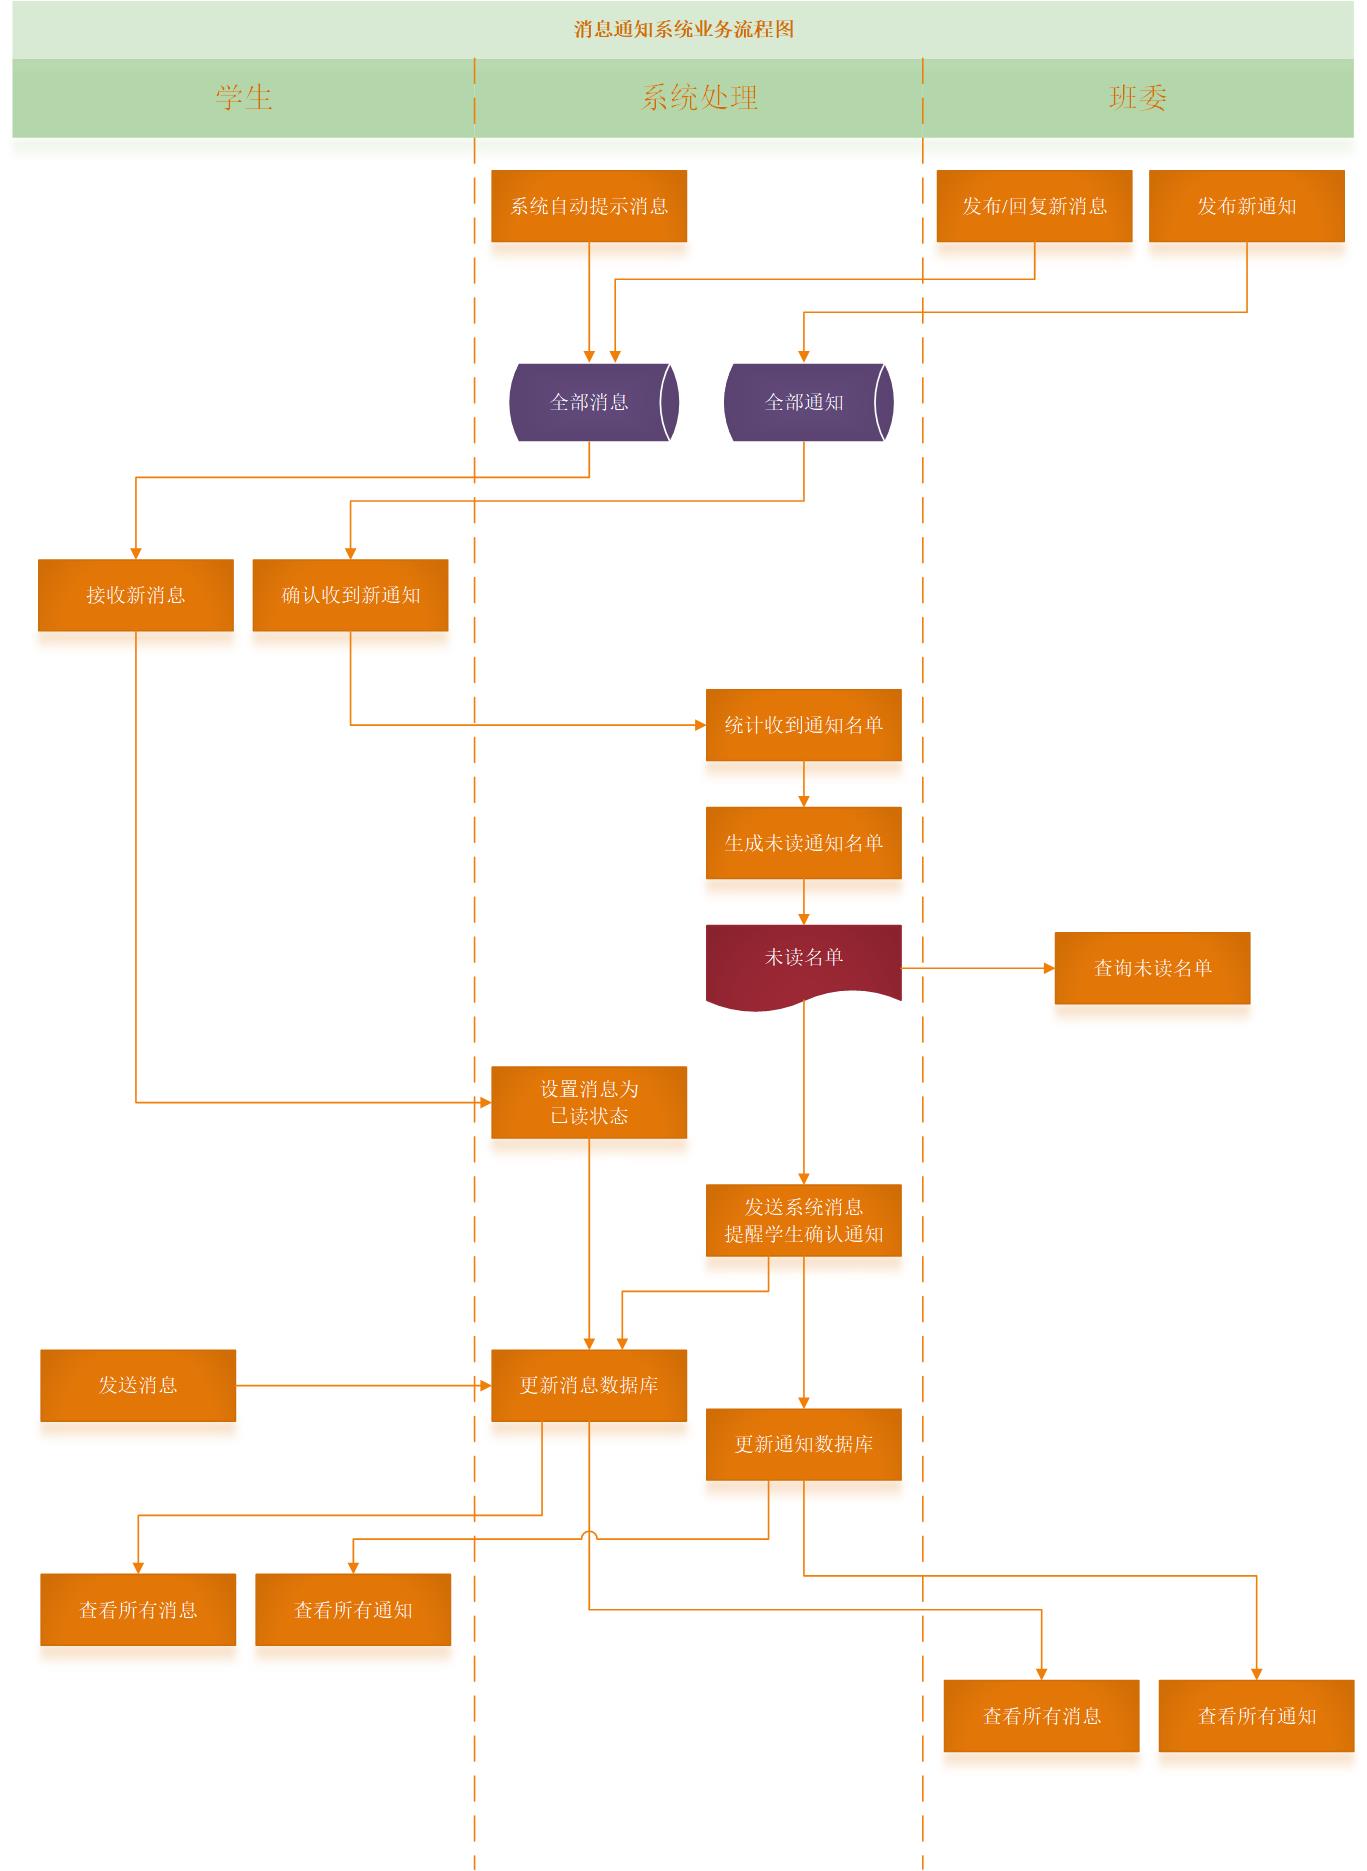 消息通知系统业务流程图
学生
系统处理
班委
系统自动提示消息
发布/回复新消息
发布新通知
全部消息
全部通知
接收新消息
确认收到新通知
统计收到通知名单
生成未读通知名单
未读名单
查询未读名单
设置消息为
已读状态
发送系统消息
提醒学生确认通知
发送消息
更新消息数据库
更新通知数据库
查看所有消息
查看所有通知
查看所有消息
查看所有通知